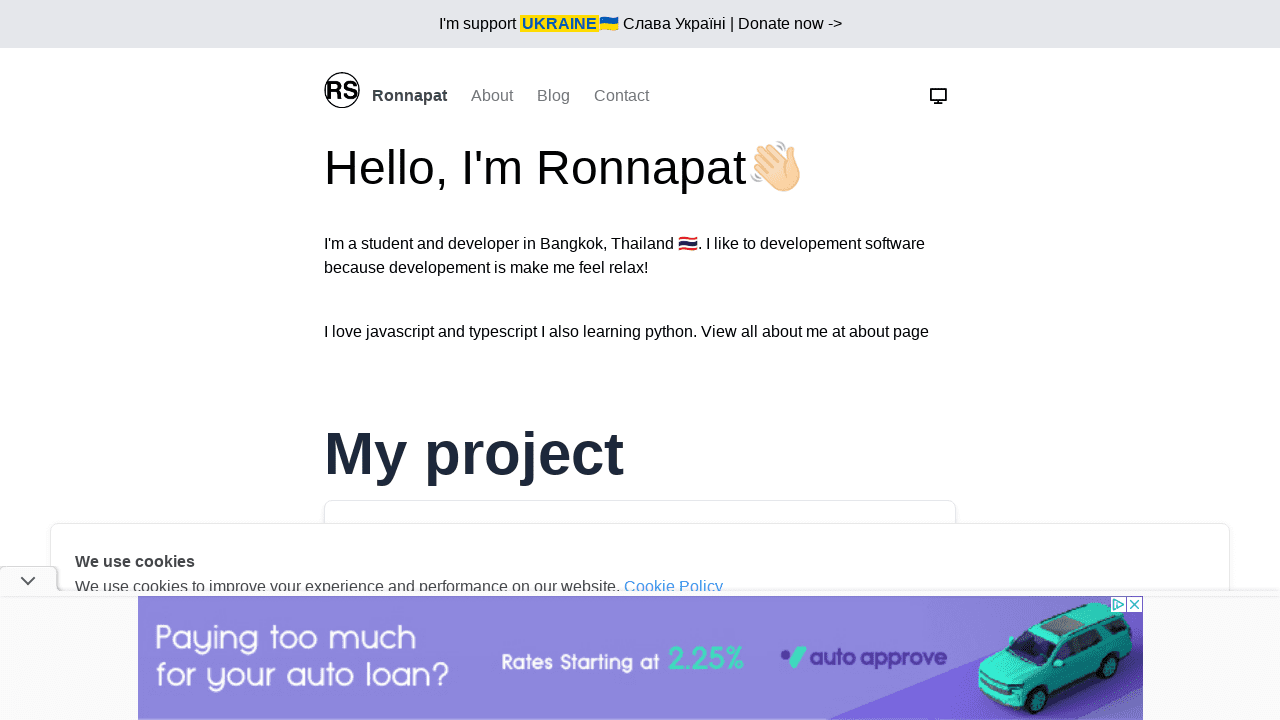 I'm support UKRAINE🇺🇦 Слава Україні | Donate now ->
RS Ronnapat About Blog Contact
Hello, I'm Ronnapat👋🏻
I'm a student and developer in Bangkok, Thailand 🇹🇭. I like to developement software
because developement is make me feel relax!
I love javascript and typescript I also learning python. View all about me at about page
My project
We use cookies
We use cookies to improve your experience and performance on our website. Cookie Policy
Paying too much
for your auto loan?
Rates Starting at 2.25%
auto approve